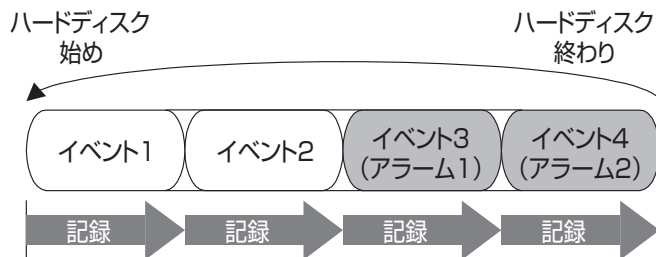 ハードディスク
始め
ハードディスク
終わり
イベント1
イベント2
イベント3
(アラーム1)
イベント4
(アラーム2)
記録
記録
記録
記録